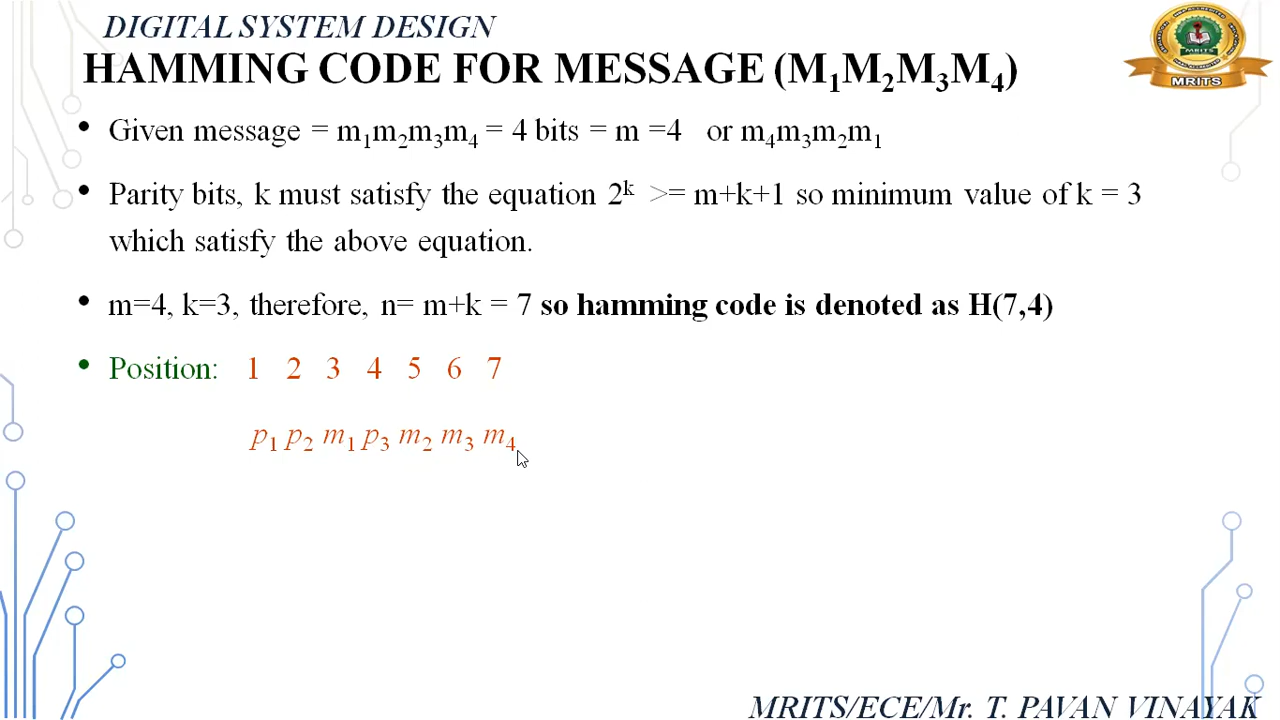 DIGITAL SYSTEM DESIGN
HAMMING CODE FOR MESSAGE (M₁M₂M₃M₄)
MRITS
• Given message = m₁m₂m₃m₄ = 4 bits = m =4 or m₄m₃m₂m₁
• Parity bits, k must satisfy the equation 2ᵏ >= m+k+1 so minimum value of k = 3
which satisfy the above equation.
• m=4, k=3, therefore, n= m+k = 7 so hamming code is denoted as H(7,4)
• Position: 1 2 3 4 5 6 7
p₁ p₂ m₁ p₃ m₂ m₃ m₄
MRITS/ECE/Mr. T. PAVAN VINAYAK